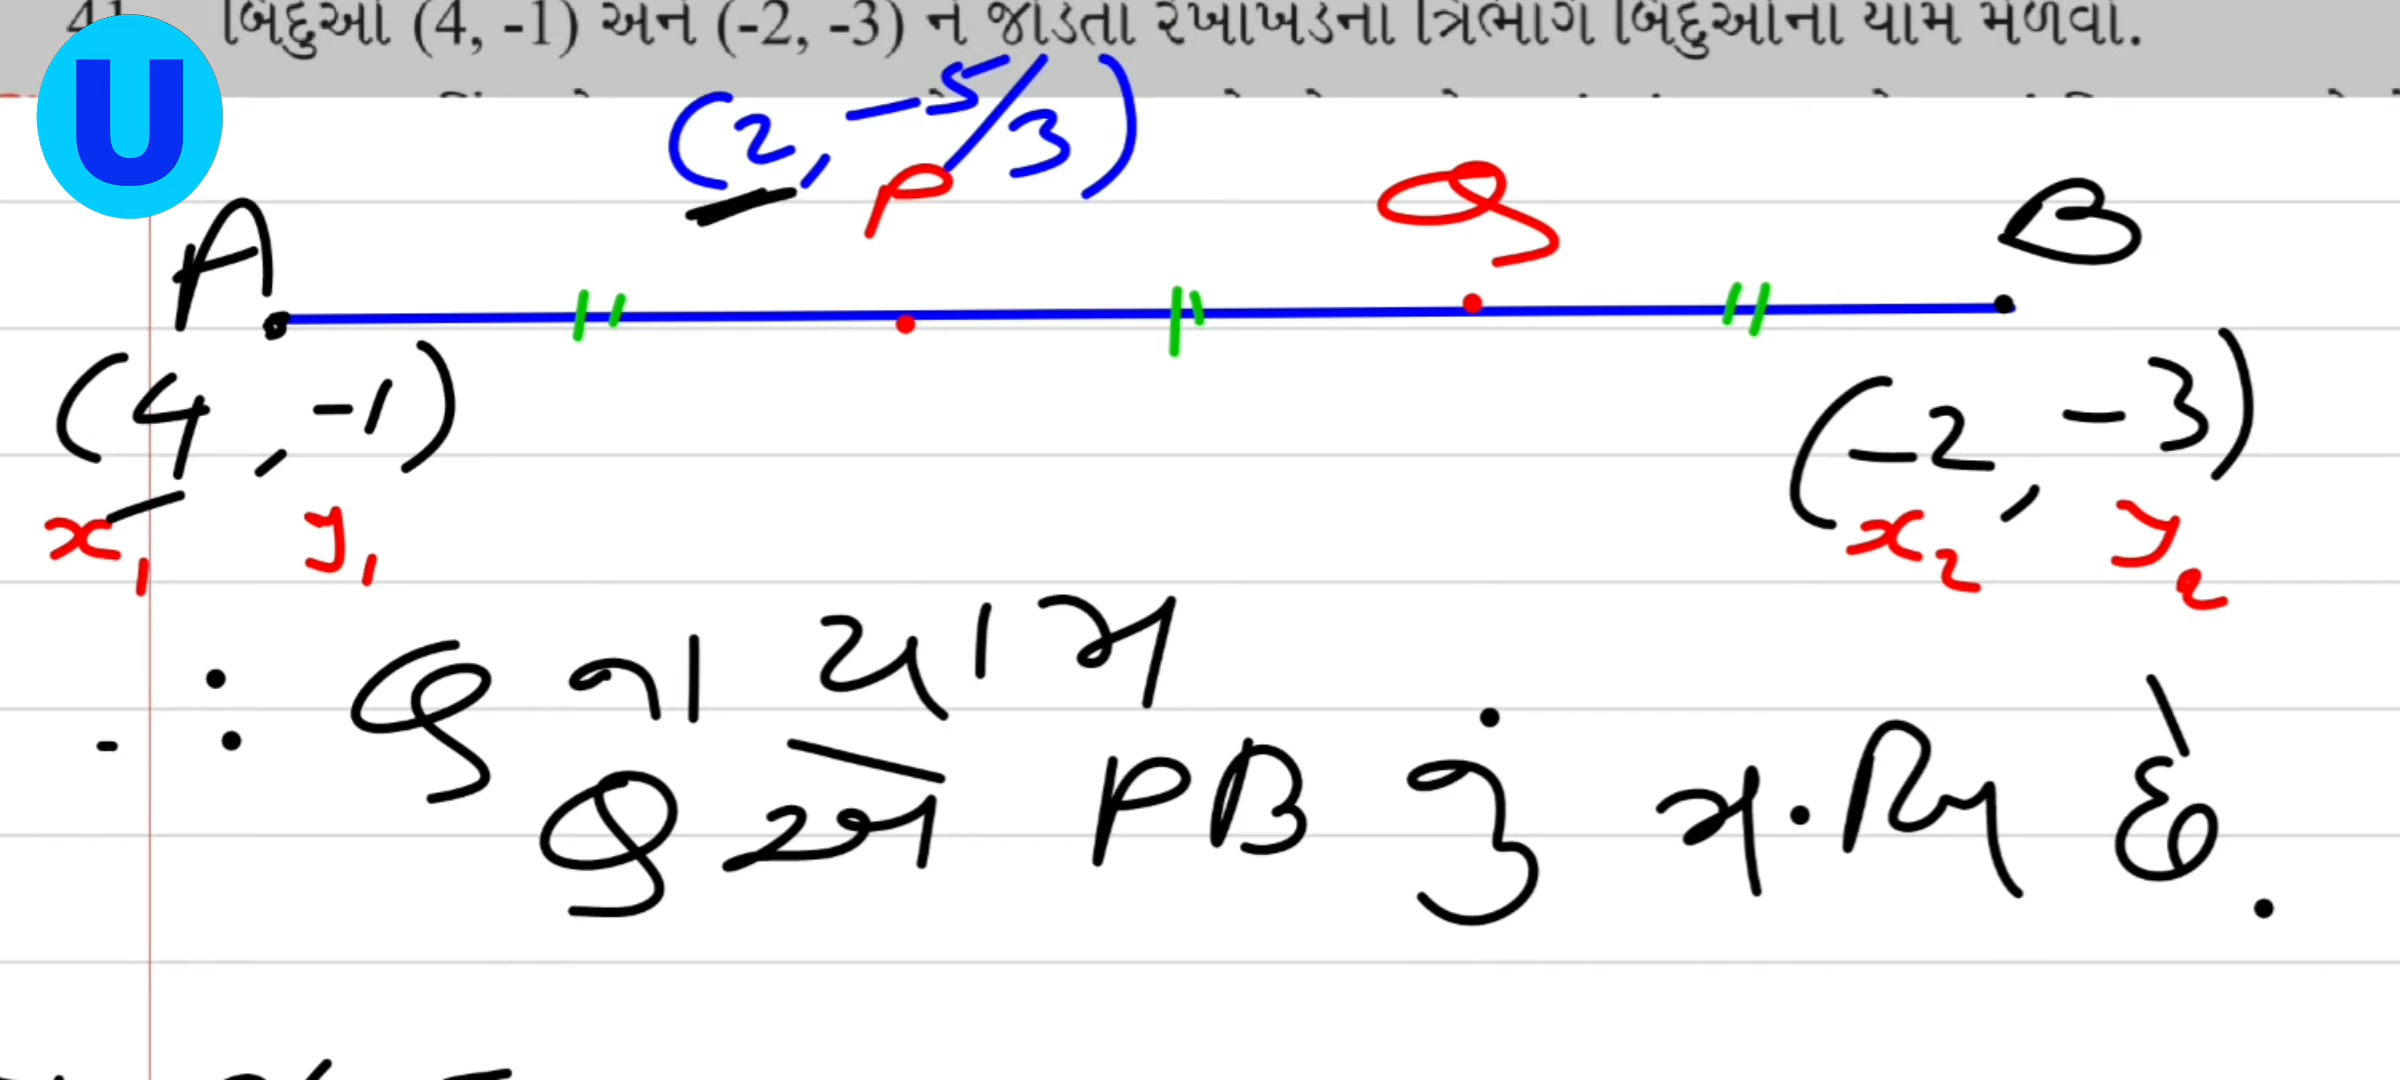 41. બિંદુઓ (4, -1) અને (-2, -3) ને જોડતા રેખાખંડના ત્રિભાગ બિંદુઓના યામ મેળવો.
U
(2, -5/3)
A P Q B
(4, -1) (-2, -3)
x1 y1 x2 y2
∴ Q ના યામ
Q એ PB નું મ.બિંદુ છે.